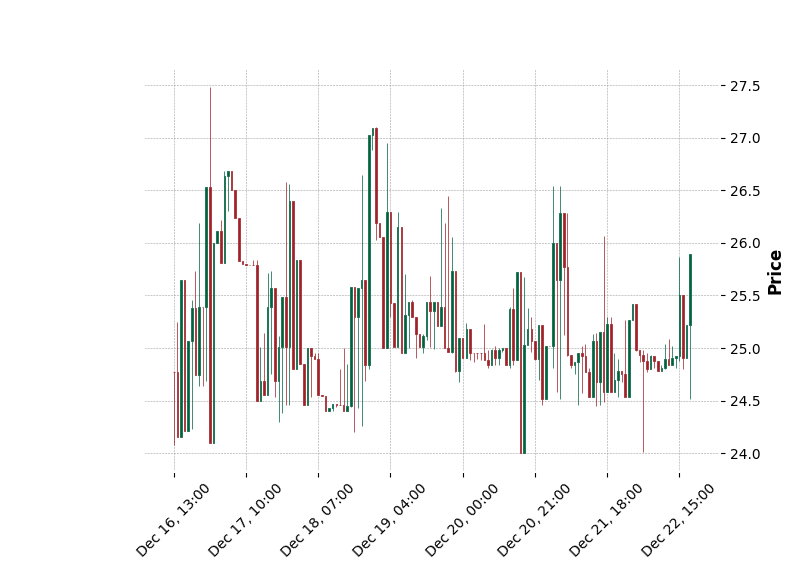 27.5
27.0
26.5
26.0
25.5
25.0
24.5
24.0
Price
Dec 16, 13:00
Dec 17, 10:00
Dec 18, 07:00
Dec 19, 04:00
Dec 20, 00:00
Dec 20, 21:00
Dec 21, 18:00
Dec 22, 15:00